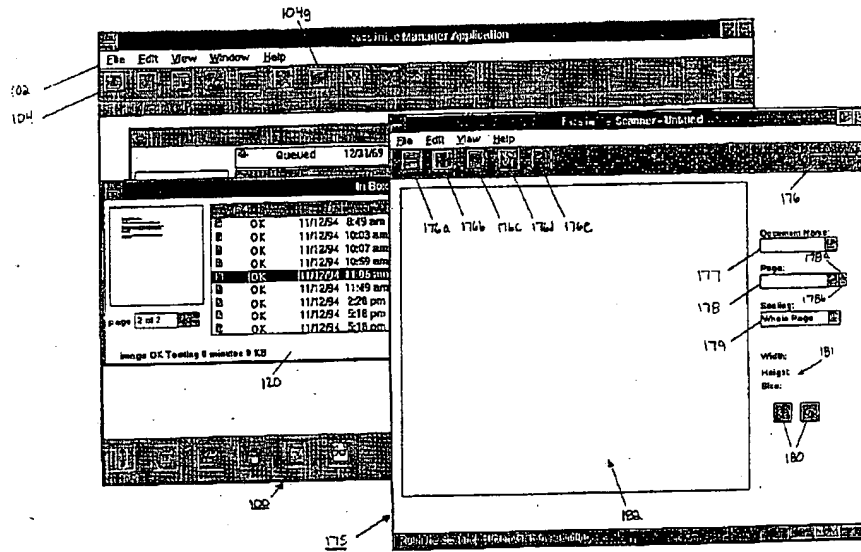 104g
Manager Application
File Edit View Window Help
102
104
Scanner - Untitled
File Edit View Help
Queued 12/31/69
176
In Box
176a 176b 176c 176d 176e
OK 11/12/94 8:49 am
OK 11/12/94 10:03 am
OK 11/12/94 10:07 am
OK 11/12/94 10:59 am
OK 11/12/94 11:05 am
OK 11/12/94 11:49 am
OK 11/12/94 2:28 pm
OK 11/12/94 5:18 pm
OK 11/12/94 5:18 pm
page 2 of 2
image OK Testing 0 minutes 9 KB
120
Document Name:
177
178a
Page:
178
178b
Scaling:
Whole Page
179
Width:
Height:
181
Size:
180
182
100
175